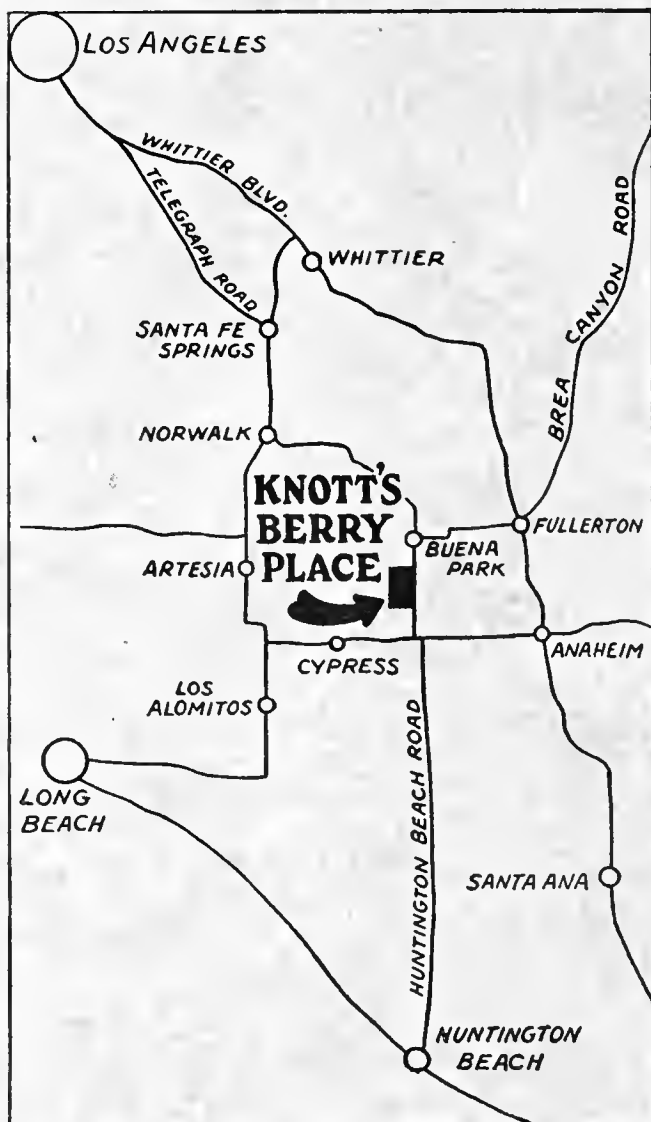 LOS ANGELES
WHITTIER BLVD.
TELEGRAPH ROAD
WHITTIER
BREA CANYON ROAD
SANTA FE
SPRINGS
NORWALK
KNOTT'S
BERRY
PLACE
FULLERTON
BUENA
PARK
ARTESIA
ANAHEIM
CYPRESS
LOS
ALOMITOS
HUNTINGTON BEACH ROAD
LONG
BEACH
SANTA ANA
HUNTINGTON
BEACH